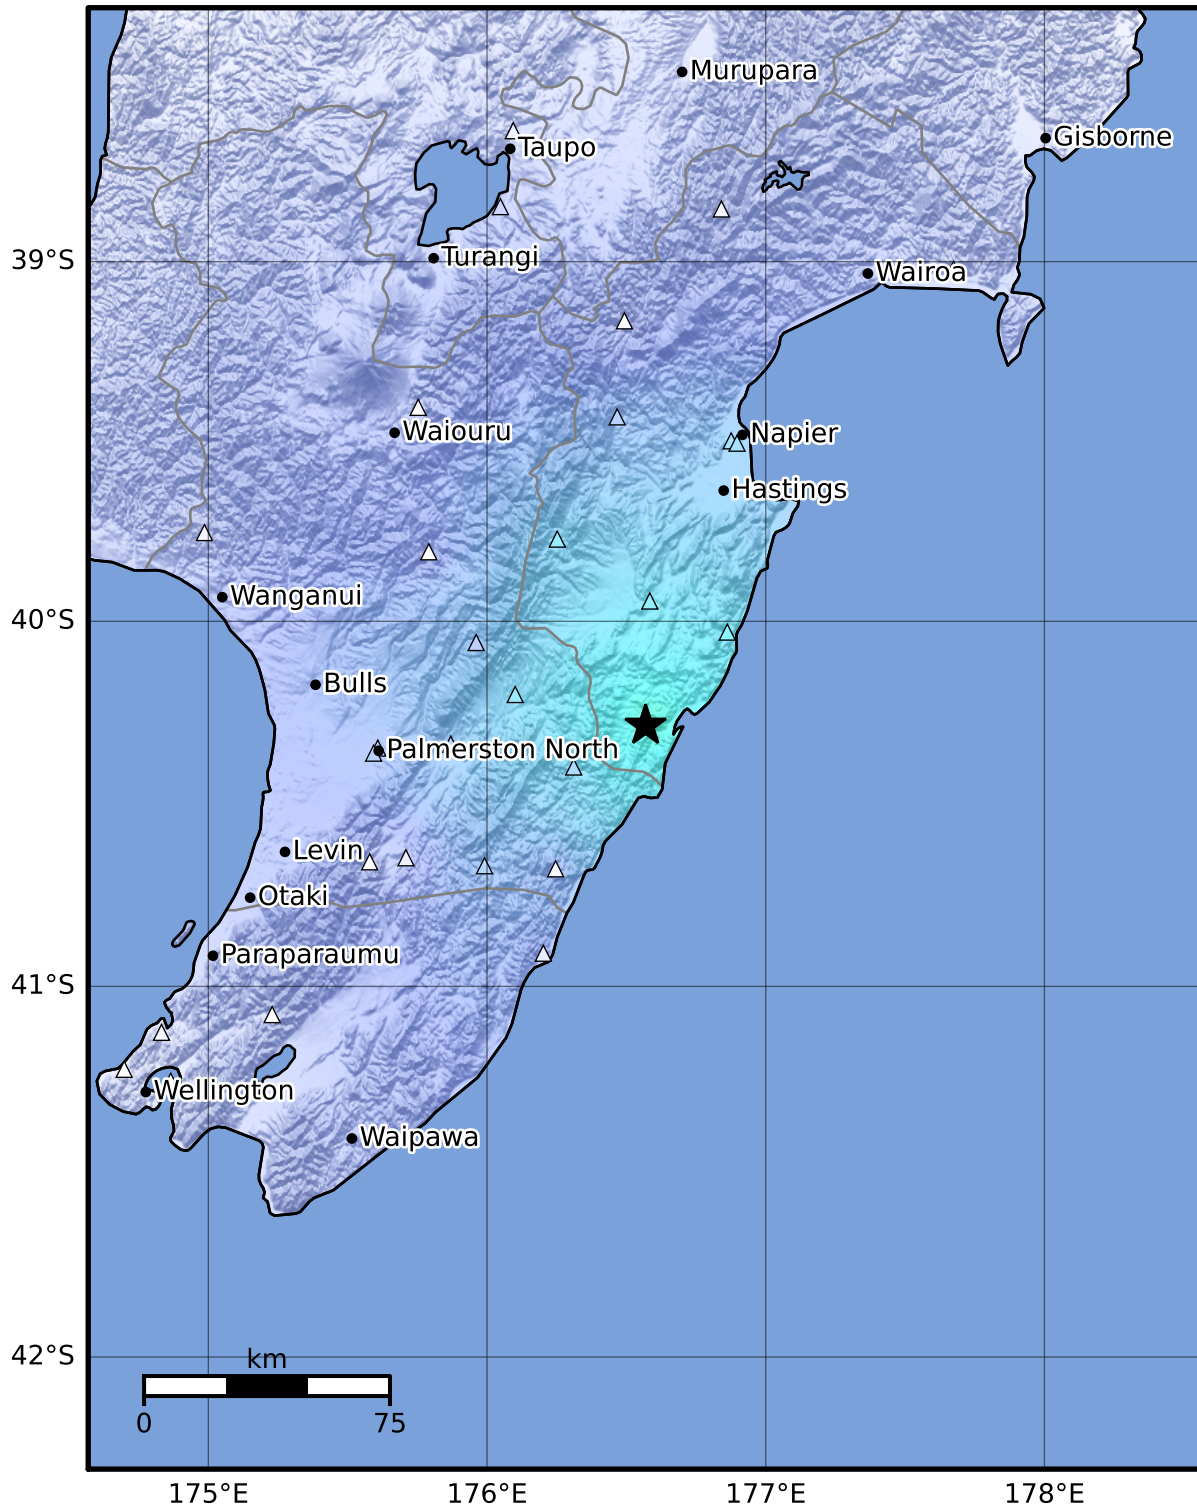 Murupara
Gisborne
Taupo
Turangi
39°S
Wairoa
Waiouru
Napier
Hastings
Wanganui
40°S
Bulls
Palmerston North
Levin
Otaki
Paraparaumu
41°S
Wellington
Waipawa
42°S
km
0 75
175°E 176°E 177°E 178°E